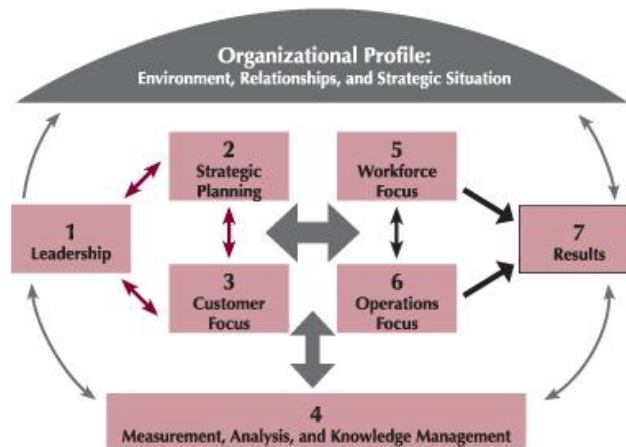 Organizational Profile:
Environment, Relationships, and Strategic Situation
2
Strategic
Planning
5
Workforce
Focus
1
Leadership
7
Results
3
Customer
Focus
6
Operations
Focus
4
Measurement, Analysis, and Knowledge Management